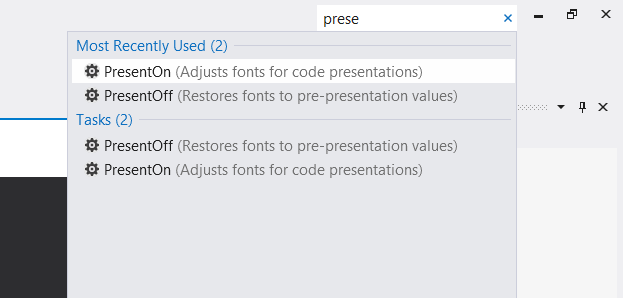 prese
Most Recently Used (2)
PresentOn (Adjusts fonts for code presentations)
PresentOff (Restores fonts to pre-presentation values)
Tasks (2)
PresentOff (Restores fonts to pre-presentation values)
PresentOn (Adjusts fonts for code presentations)